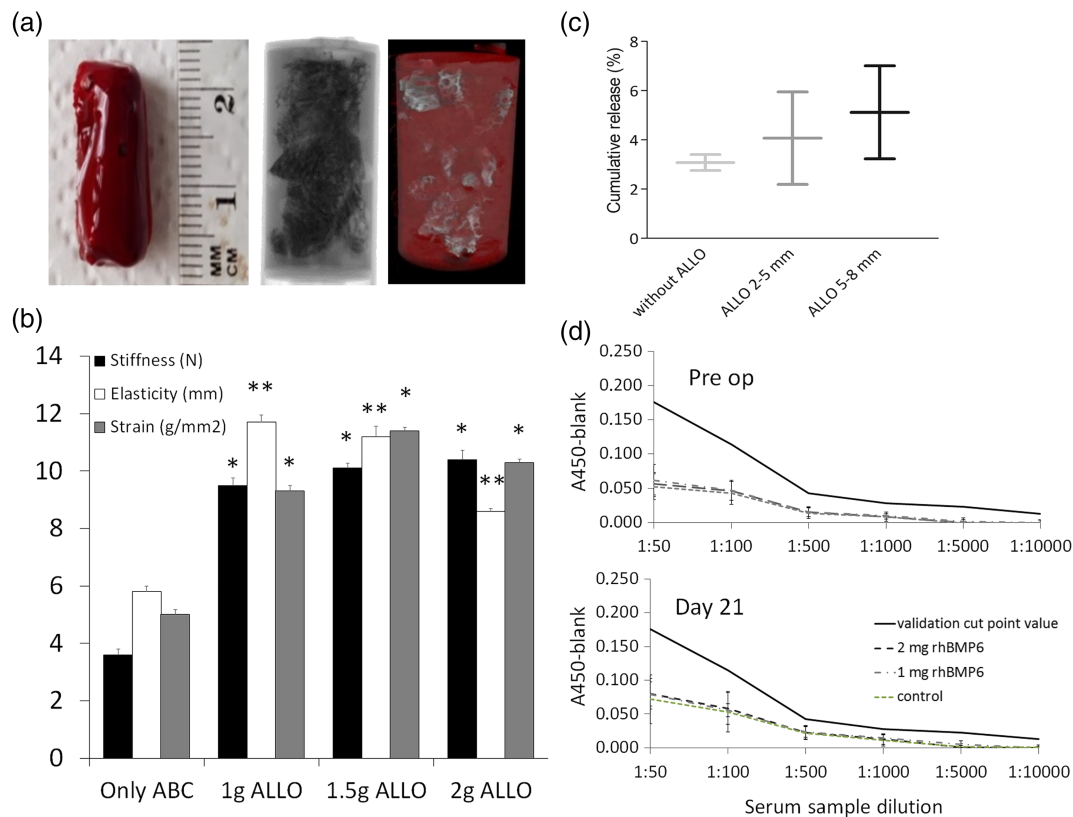 (a)
2
1
MM
CM
(b)
14
12
10
8
6
4
2
0
Stiffness (N)
Elasticity (mm)
Strain (g/mm2)
*
**
*
*
**
*
*
**
*
Only ABC
1g ALLO
1.5g ALLO
2g ALLO
(c)
Cumulative release (%)
8
6
4
2
0
without ALLO
ALLO 2-5 mm
ALLO 5-8 mm
(d)
A450-blank
0.250
0.200
0.150
0.100
0.050
0.000
Pre op
1:50
1:100
1:500
1:1000
1:5000
1:10000
A450-blank
0.250
0.200
0.150
0.100
0.050
0.000
Day 21
validation cut point value
2 mg rhBMP6
1 mg rhBMP6
control
1:50
1:100
1:500
1:1000
1:5000
1:10000
Serum sample dilution